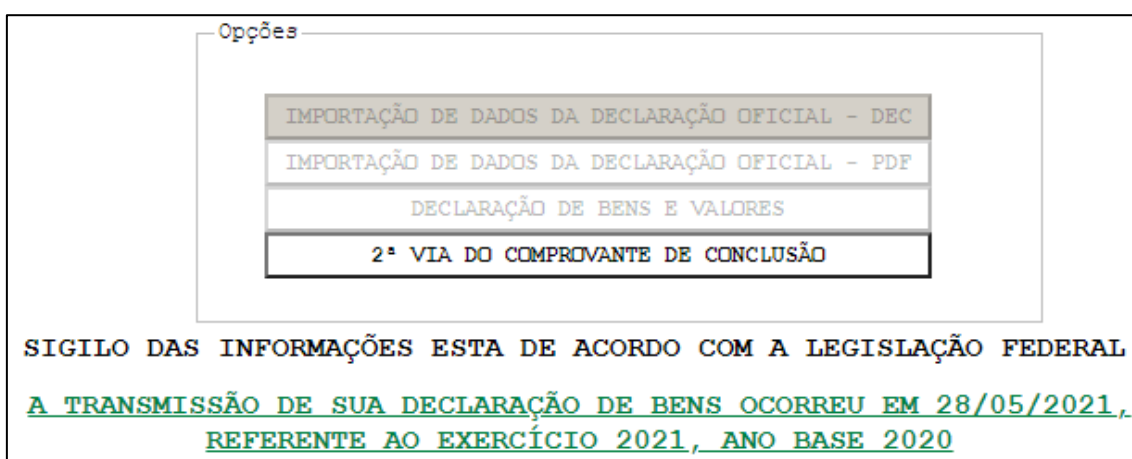 Opções
IMPORTAÇÃO DE DADOS DA DECLARAÇÃO OFICIAL - DEC
IMPORTAÇÃO DE DADOS DA DECLARAÇÃO OFICIAL - PDF
DECLARAÇÃO DE BENS E VALORES
2ª VIA DO COMPROVANTE DE CONCLUSÃO
SIGILO DAS INFORMAÇÕES ESTA DE ACORDO COM A LEGISLAÇÃO FEDERAL
A TRANSMISSÃO DE SUA DECLARAÇÃO DE BENS OCORREU EM 28/05/2021,
REFERENTE AO EXERCÍCIO 2021, ANO BASE 2020